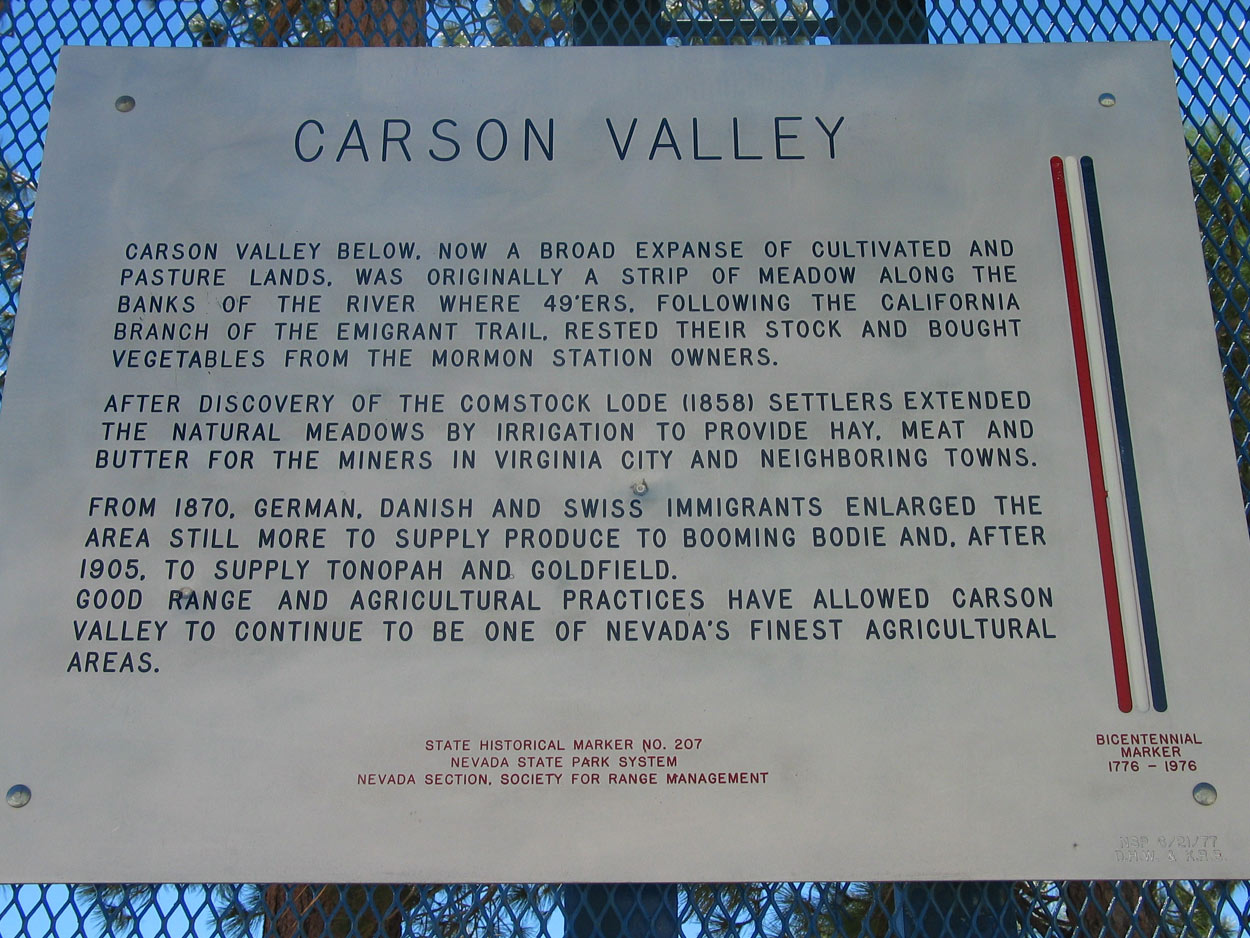 CARSON VALLEY
CARSON VALLEY BELOW, NOW A BROAD EXPANSE OF CULTIVATED AND
PASTURE LANDS, WAS ORIGINALLY A STRIP OF MEADOW ALONG THE
BANKS OF THE RIVER WHERE 49'ERS, FOLLOWING THE CALIFORNIA
BRANCH OF THE EMIGRANT TRAIL, RESTED THEIR STOCK AND BOUGHT
VEGETABLES FROM THE MORMON STATION OWNERS.
AFTER DISCOVERY OF THE COMSTOCK LODE (1858) SETTLERS EXTENDED
THE NATURAL MEADOWS BY IRRIGATION TO PROVIDE HAY, MEAT AND
BUTTER FOR THE MINERS IN VIRGINIA CITY AND NEIGHBORING TOWNS.
FROM 1870, GERMAN, DANISH AND SWISS IMMIGRANTS ENLARGED THE
AREA STILL MORE TO SUPPLY PRODUCE TO BOOMING BODIE AND, AFTER
1905, TO SUPPLY TONOPAH AND GOLDFIELD.
GOOD RANGE AND AGRICULTURAL PRACTICES HAVE ALLOWED CARSON
VALLEY TO CONTINUE TO BE ONE OF NEVADA'S FINEST AGRICULTURAL
AREAS.
STATE HISTORICAL MARKER NO. 207
NEVADA STATE PARK SYSTEM
NEVADA SECTION, SOCIETY FOR RANGE MANAGEMENT
BICENTENNIAL
MARKER
1776 - 1976